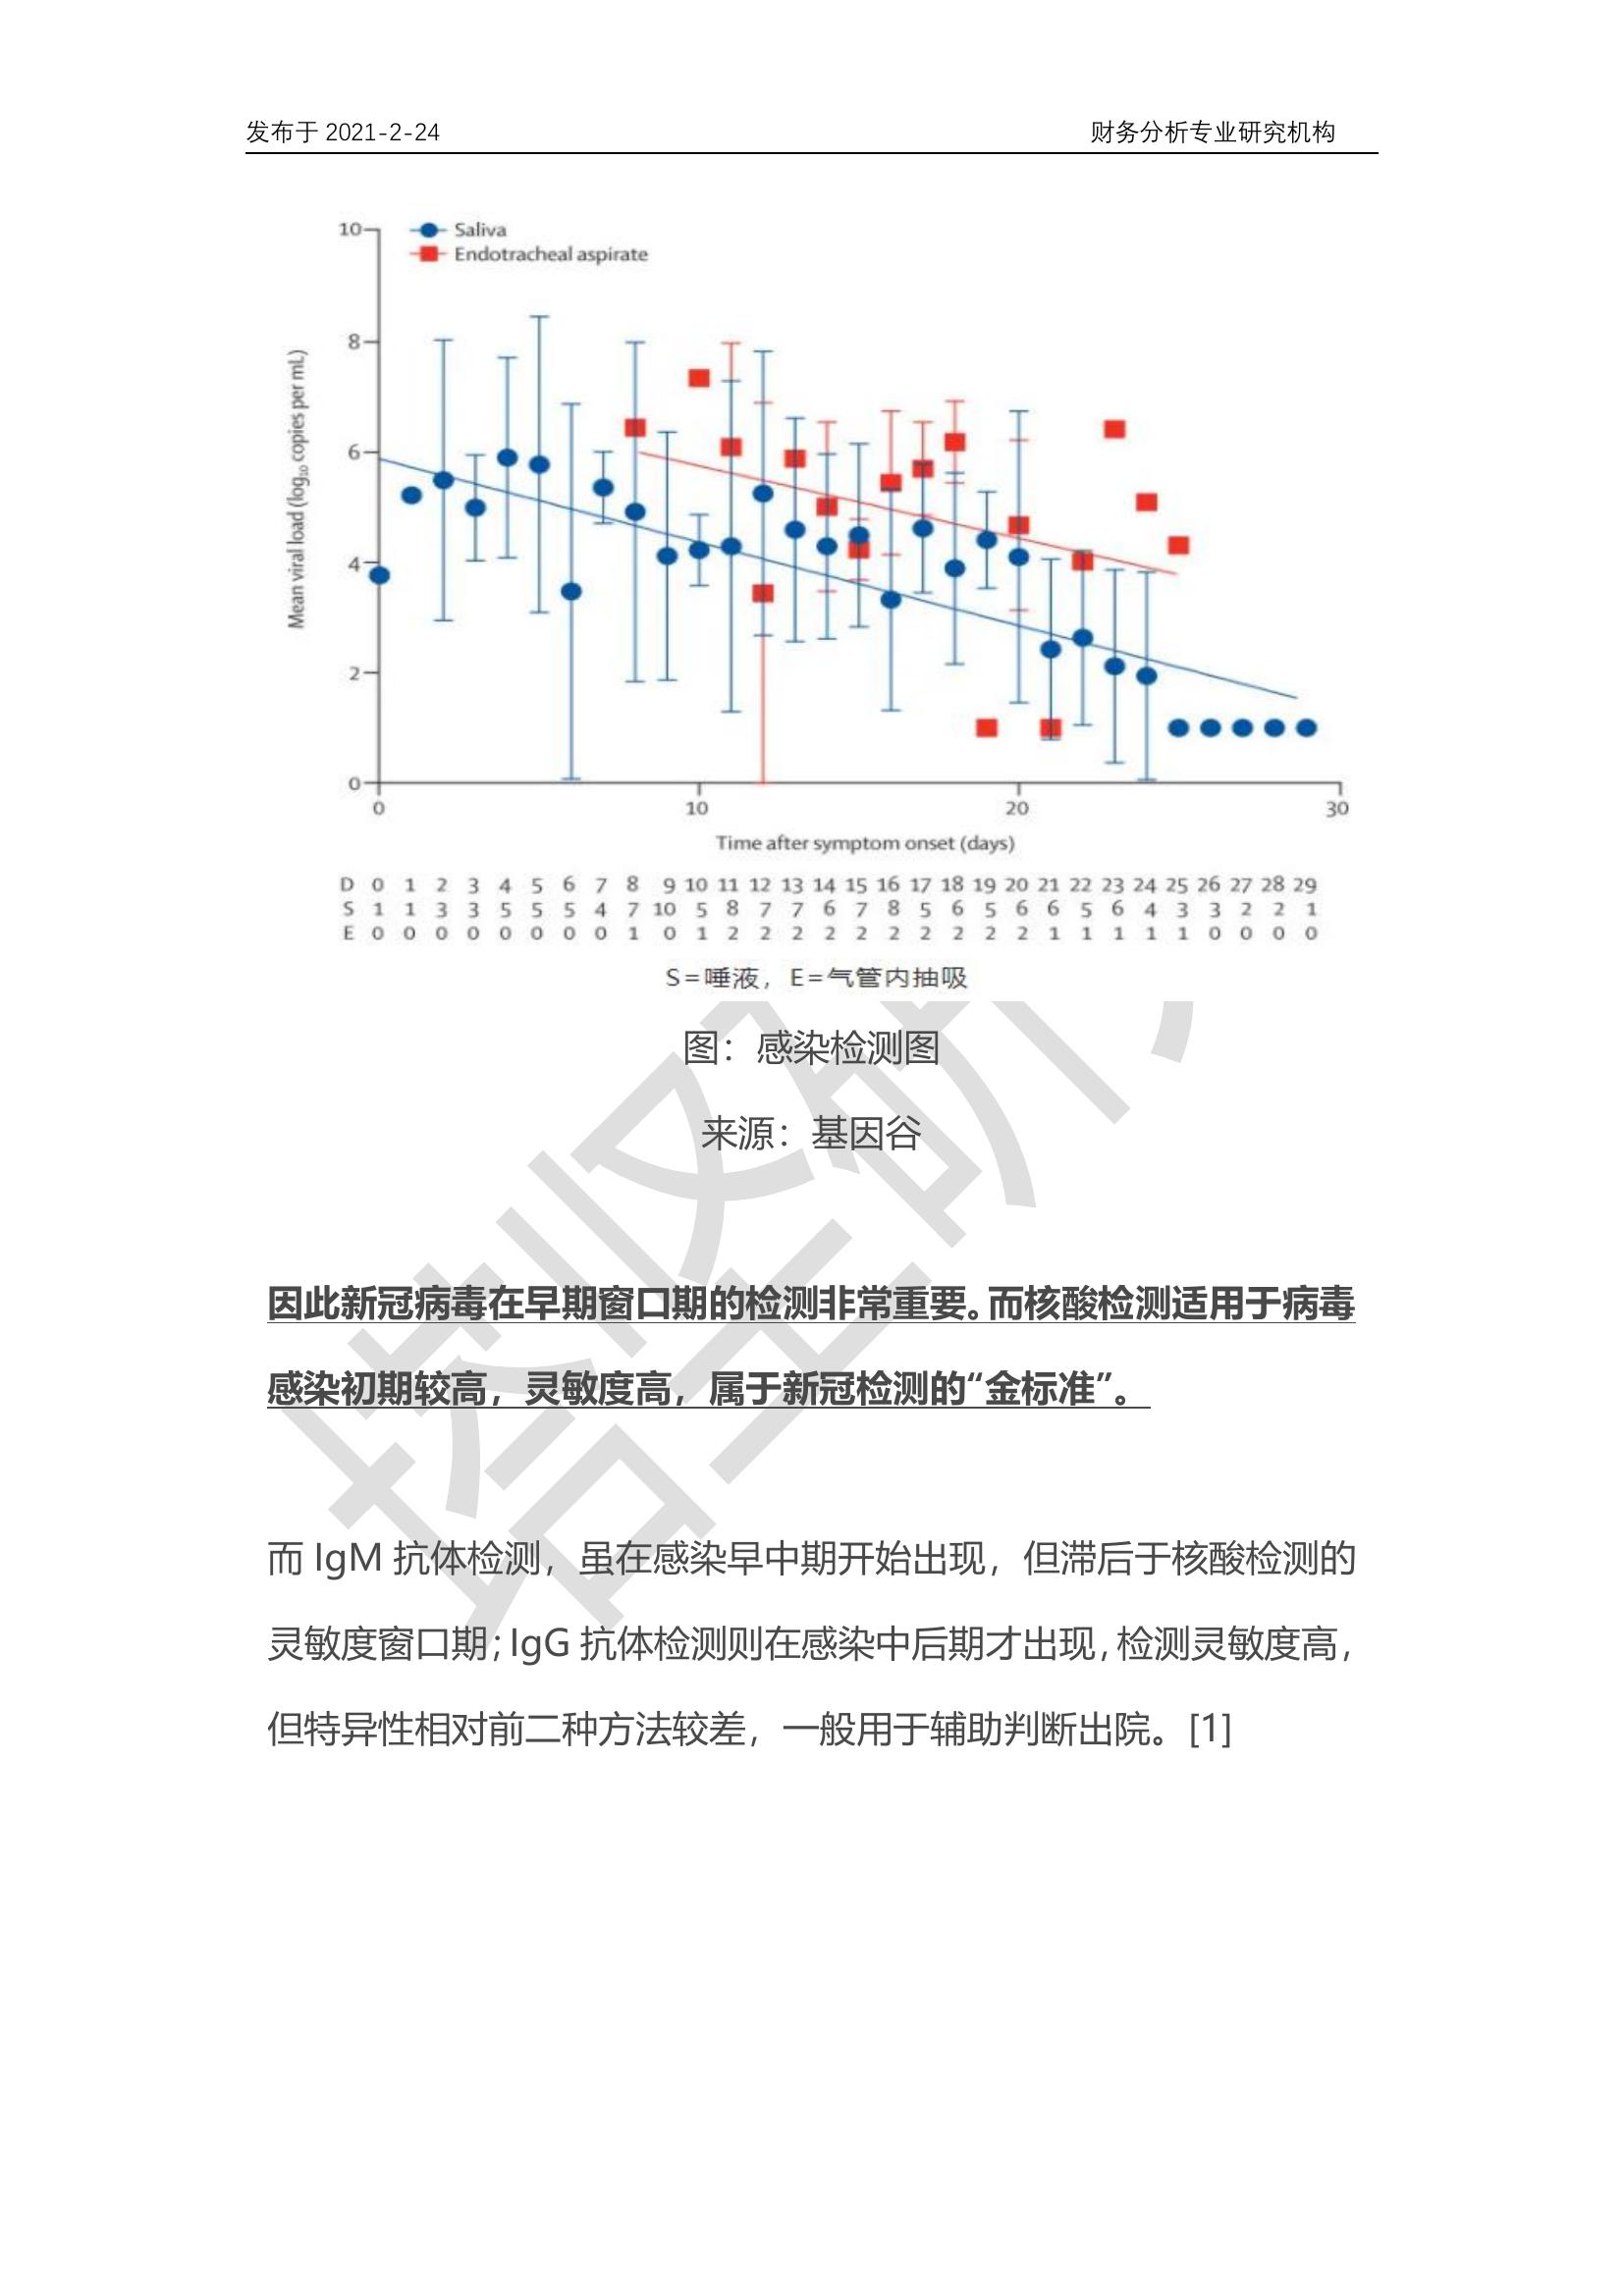 发布于 2021-2-24 财务分析专业研究机构
10
Saliva
Endotracheal aspirate
8
6
4
2
0
Mean viral load (log₁₀ copies per mL)
0 10 20 30
Time after symptom onset (days)
D 0 1 2 3 4 5 6 7 8 9 10 11 12 13 14 15 16 17 18 19 20 21 22 23 24 25 26 27 28 29
S 1 1 3 3 5 5 5 4 7 10 5 8 7 7 6 7 8 5 6 5 6 6 5 6 4 3 3 2 2 1
E 0 0 0 0 0 0 0 0 1 0 1 2 2 2 2 2 2 2 2 2 2 1 1 1 1 1 0 0 0 0
S=唾液，E=气管内抽吸
图：感染检测图
来源：基因谷
因此新冠病毒在早期窗口期的检测非常重要。而核酸检测适用于病毒
感染初期较高，灵敏度高，属于新冠检测的“金标准”。
而 IgM 抗体检测，虽在感染早中期开始出现，但滞后于核酸检测的
灵敏度窗口期；IgG 抗体检测则在感染中后期才出现，检测灵敏度高，
但特异性相对前二种方法较差，一般用于辅助判断出院。[1]
塔坚研